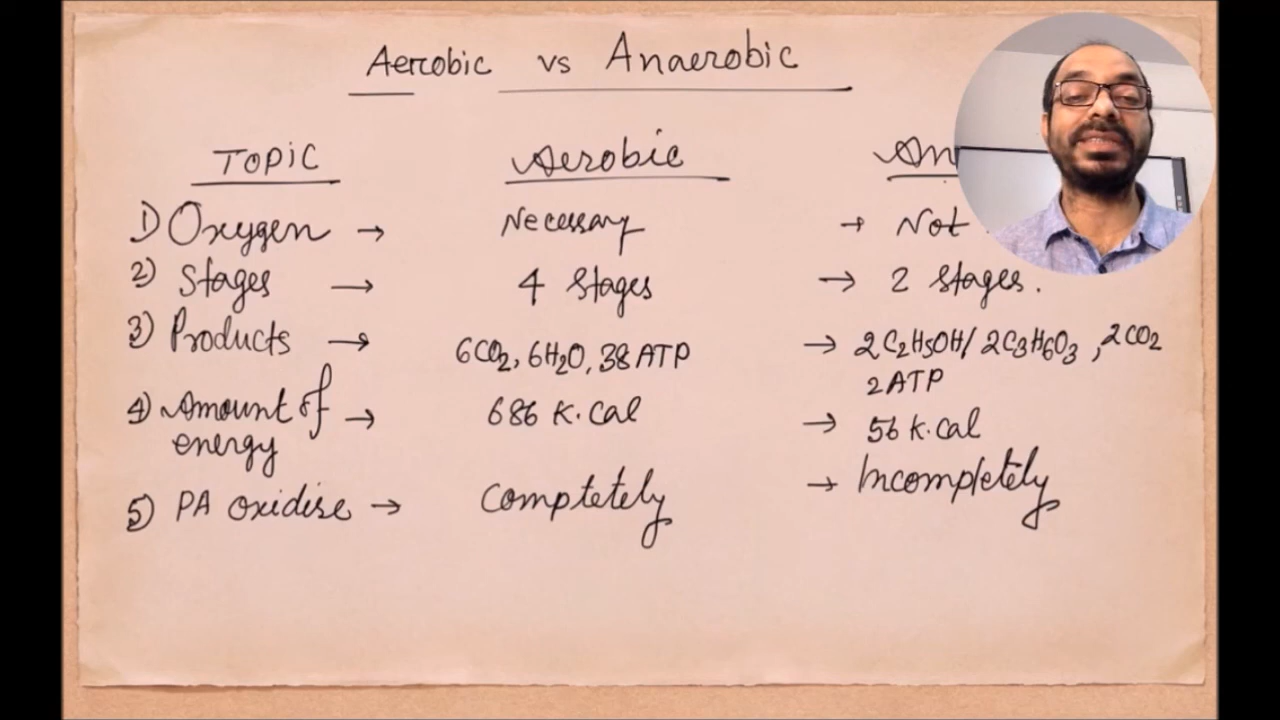 Aerobic vs Anaerobic
TOPIC Aerobic
1) Oxygen → Necessary → Not
2) Stages → 4 Stages → 2 Stages.
3) Products → 6CO2, 6H2O, 38 ATP → 2C2H5OH/ 2C3H6O3, 2CO2
2ATP
4) Amount of → 686 K.cal → 56 K.cal
energy
5) PA oxidise → Completely → Incompletely